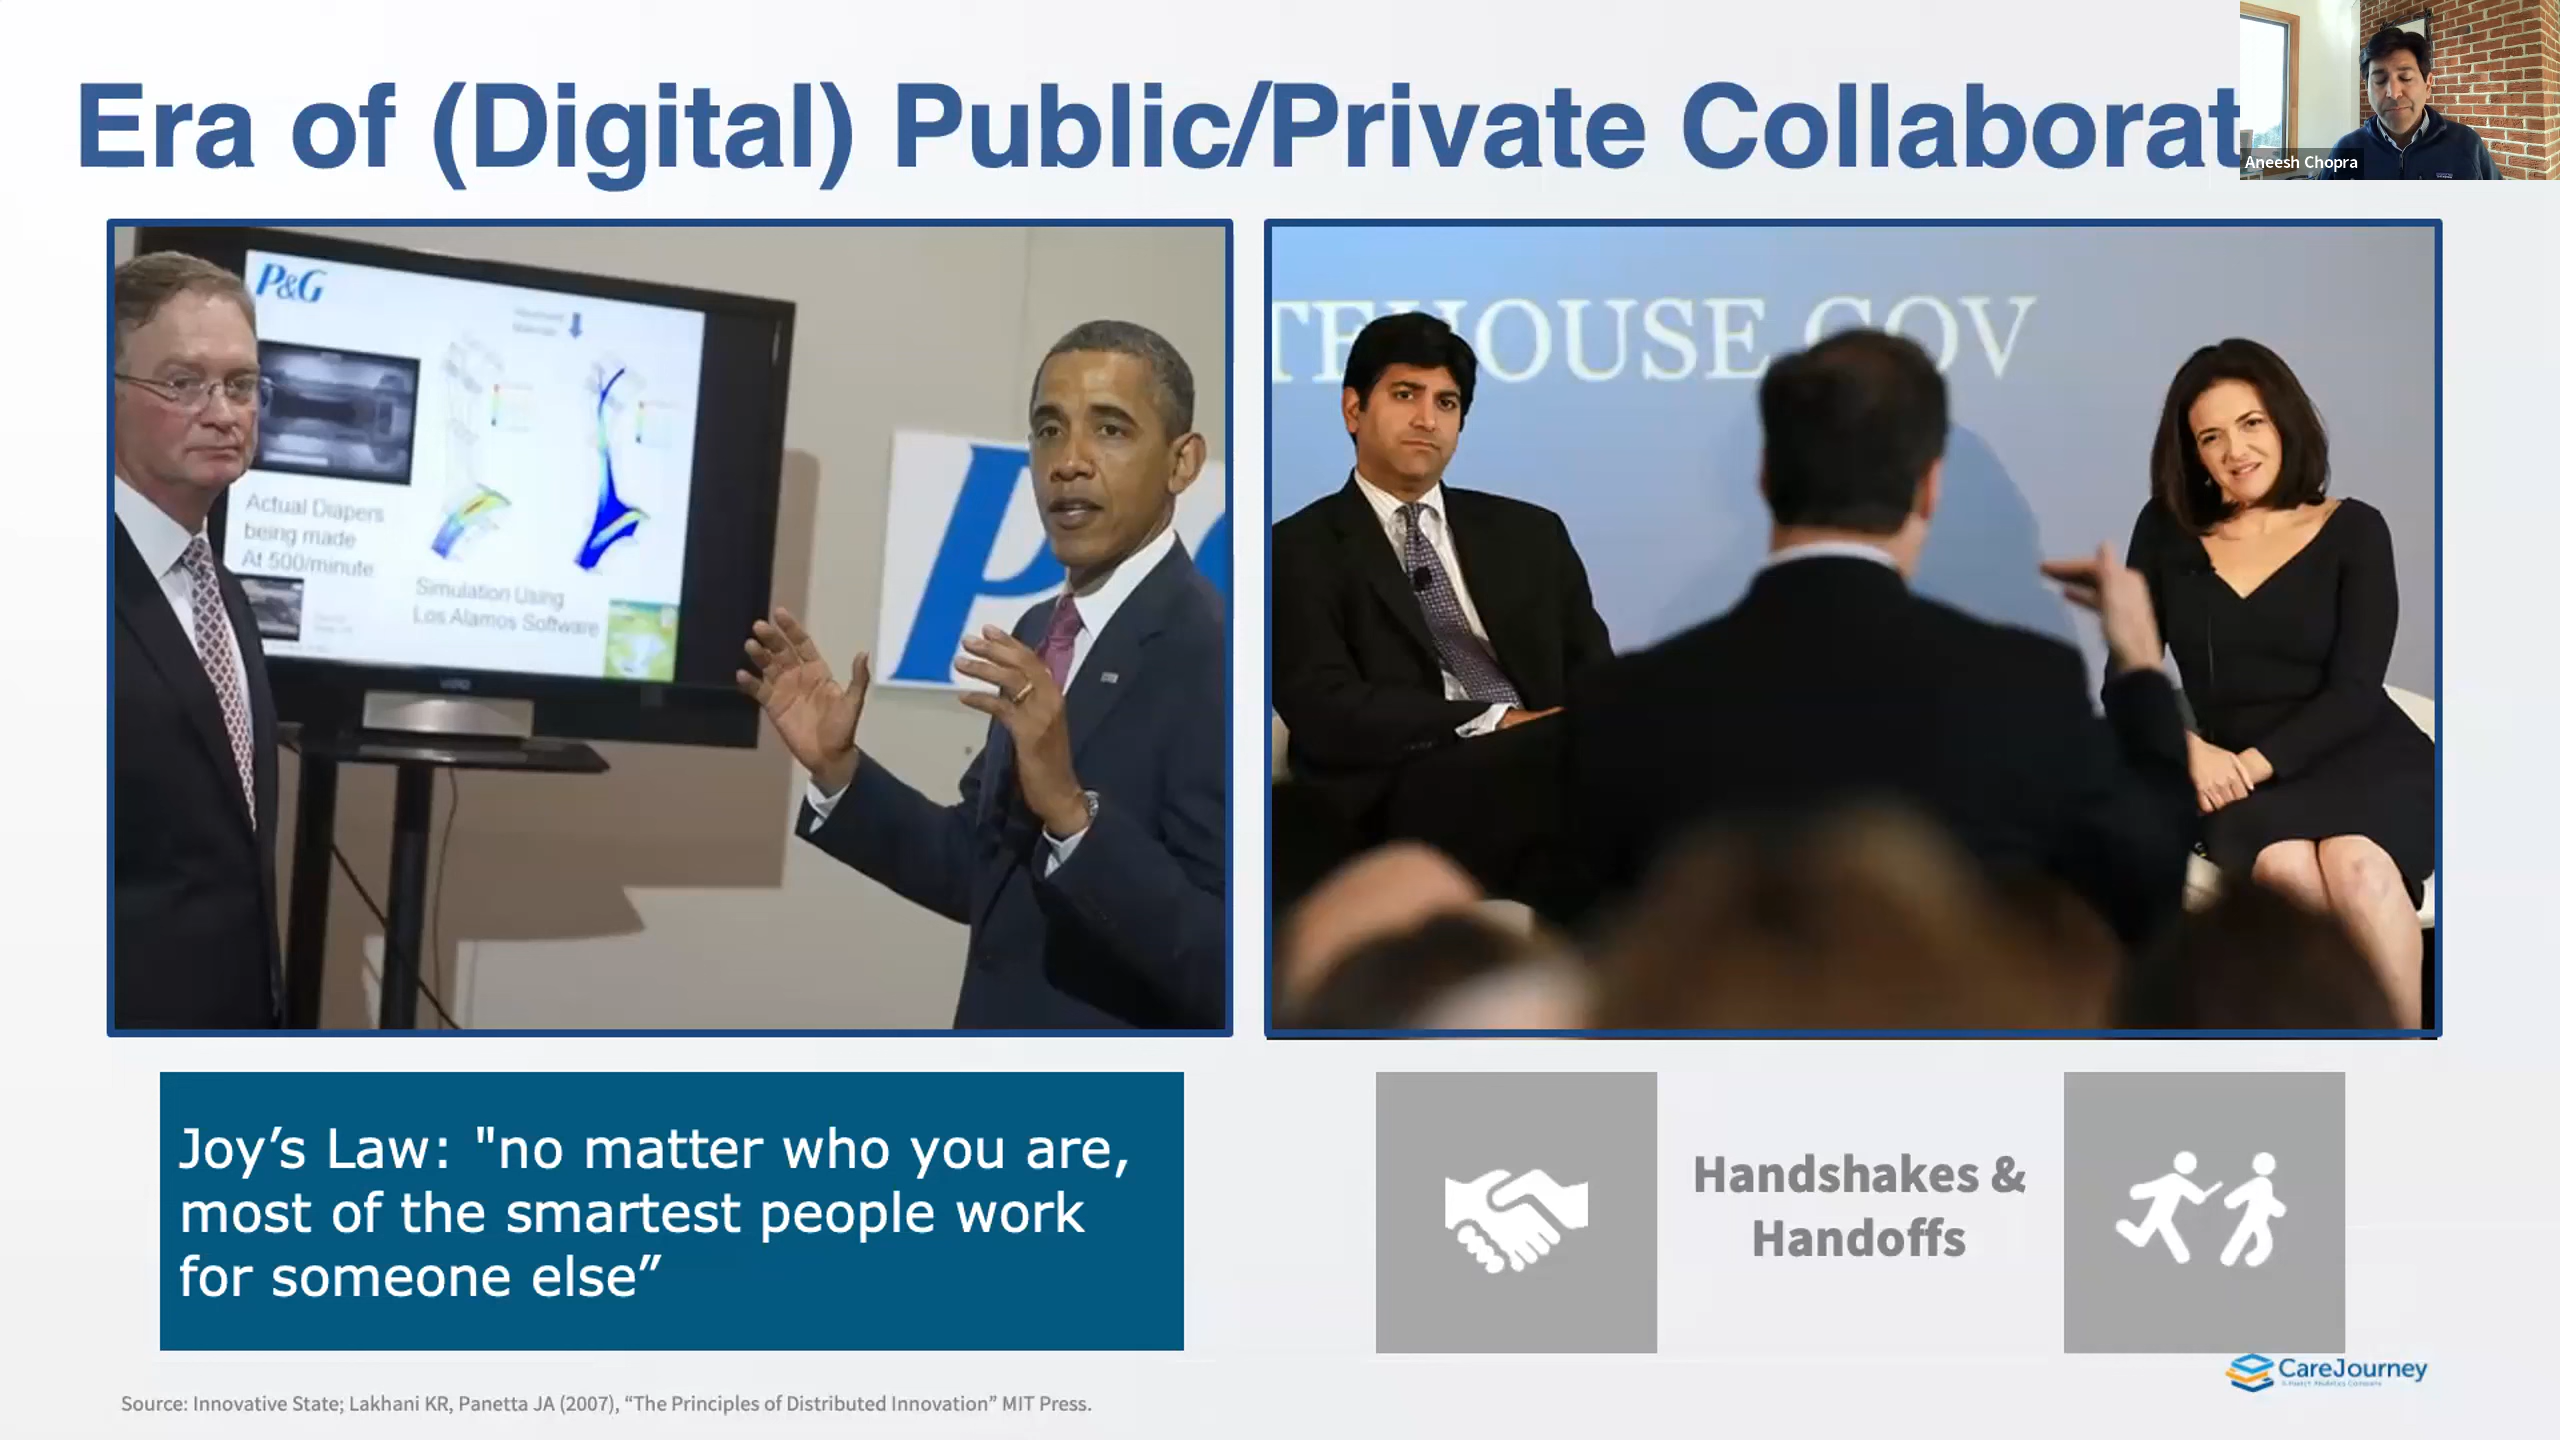 Era of (Digital) Public/Private Collaborat
Aneesh Chopra
P&G
Actual Diapers
being made
At 500/minute
Simulation Using
Los Alamos Software
P
TEHOUSE.GOV
Joy’s Law: "no matter who you are,
most of the smartest people work
for someone else”
Handshakes &
Handoffs
CareJourney
Source: Innovative State; Lakhani KR, Panetta JA (2007), “The Principles of Distributed Innovation” MIT Press.